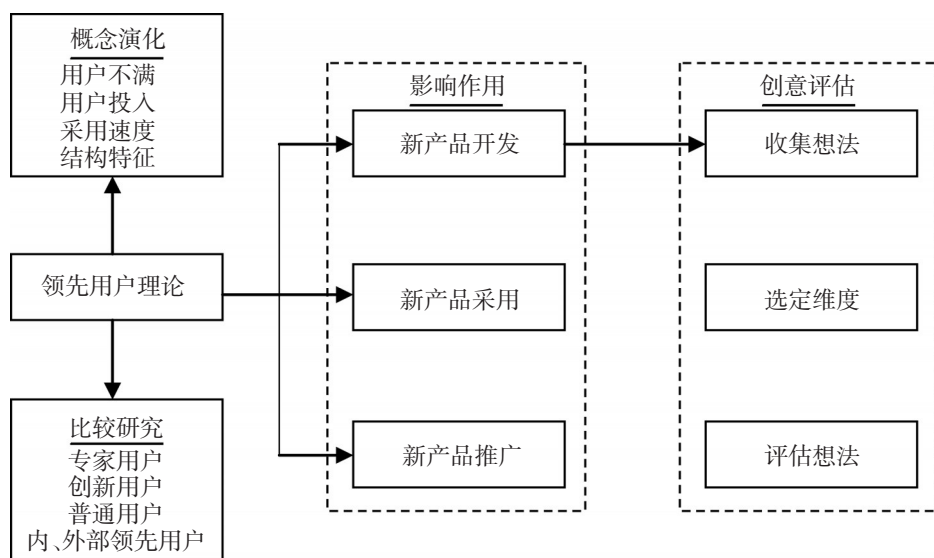 概念演化
用户不满
用户投入
采用速度
结构特征
领先用户理论
比较研究
专家用户
创新用户
普通用户
内、外部领先用户
影响作用
新产品开发
新产品采用
新产品推广
创意评估
收集想法
选定维度
评估想法